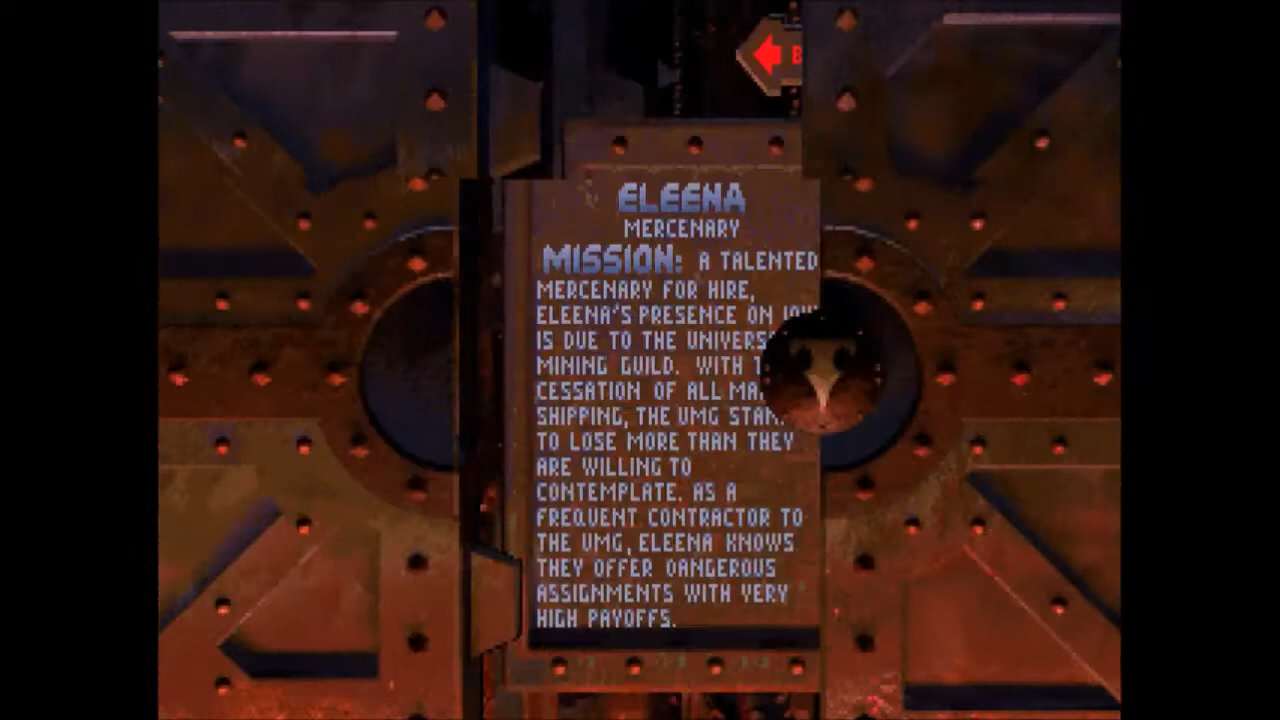 ELEENA
MERCENARY
MISSION: A TALENTED
MERCENARY FOR HIRE,
ELEENA'S PRESENCE ON
IS DUE TO THE
MINING GUILD. WITH
CESSATION OF ALL
SHIPPING, THE UMG
TO LOSE MORE THAN THEY
ARE WILLING TO
CONTEMPLATE. AS A
FREQUENT CONTRACTOR TO
THE UMG, ELEENA KNOWS
THEY OFFER DANGEROUS
ASSIGNMENTS WITH VERY
HIGH PAYOFFS.